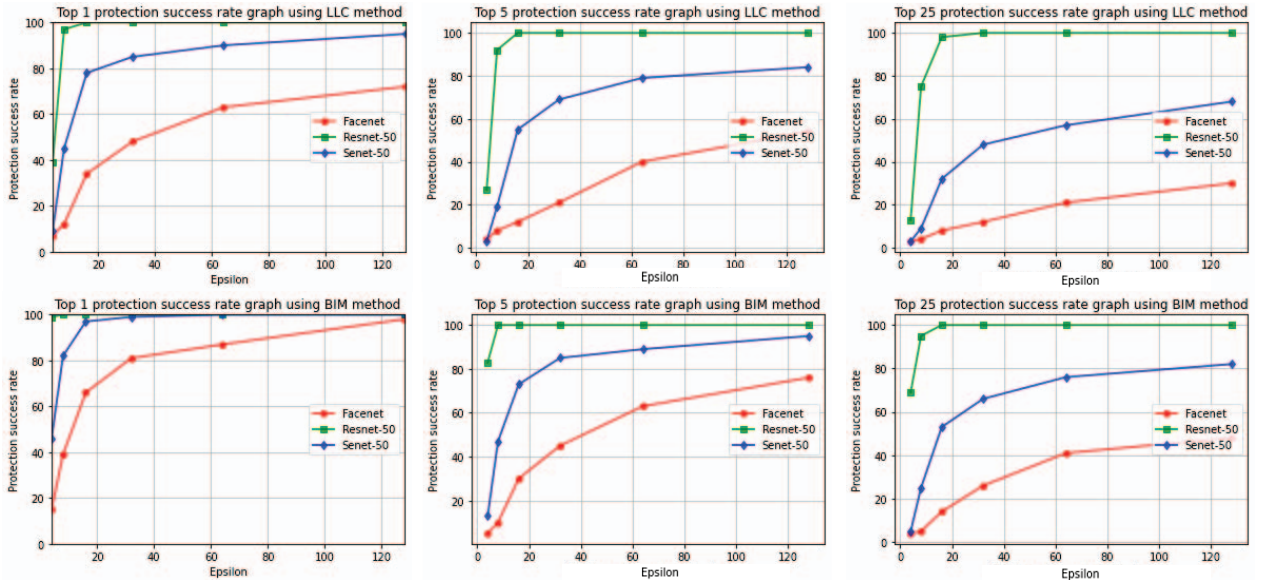 Top 1 protection success rate graph using LLC method
Protection success rate
100
80
60
40
20
0
20
40
60
80
100
120
Epsilon
Facenet
Resnet-50
Senet-50
Top 5 protection success rate graph using LLC method
Protection success rate
100
80
60
40
20
0
0
20
40
60
80
100
120
Epsilon
Facenet
Resnet-50
Senet-50
Top 25 protection success rate graph using LLC method
Protection success rate
100
80
60
40
20
0
0
20
40
60
80
100
120
Epsilon
Facenet
Resnet-50
Senet-50
Top 1 protection success rate graph using BIM method
Protection success rate
100
80
60
40
20
0
20
40
60
80
100
120
Epsilon
Facenet
Resnet-50
Senet-50
Top 5 protection success rate graph using BIM method
Protection success rate
100
80
60
40
20
0
20
40
60
80
100
120
Epsilon
Facenet
Resnet-50
Senet-50
Top 25 protection success rate graph using BIM method
Protection success rate
100
80
60
40
20
0
0
20
40
60
80
100
120
Epsilon
Facenet
Resnet-50
Senet-50